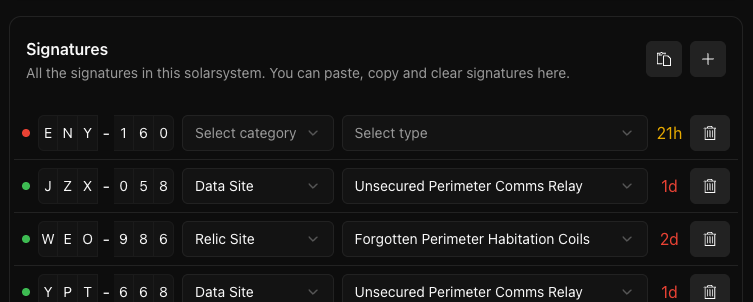 Signatures
All the signatures in this solarsystem. You can paste, copy and clear signatures here.
ENY-160 Select category Select type 21h
JZX-058 Data Site Unsecured Perimeter Comms Relay 1d
WEO-986 Relic Site Forgotten Perimeter Habitation Coils 2d
YPT-668 Data Site Unsecured Perimeter Comms Relay 1d